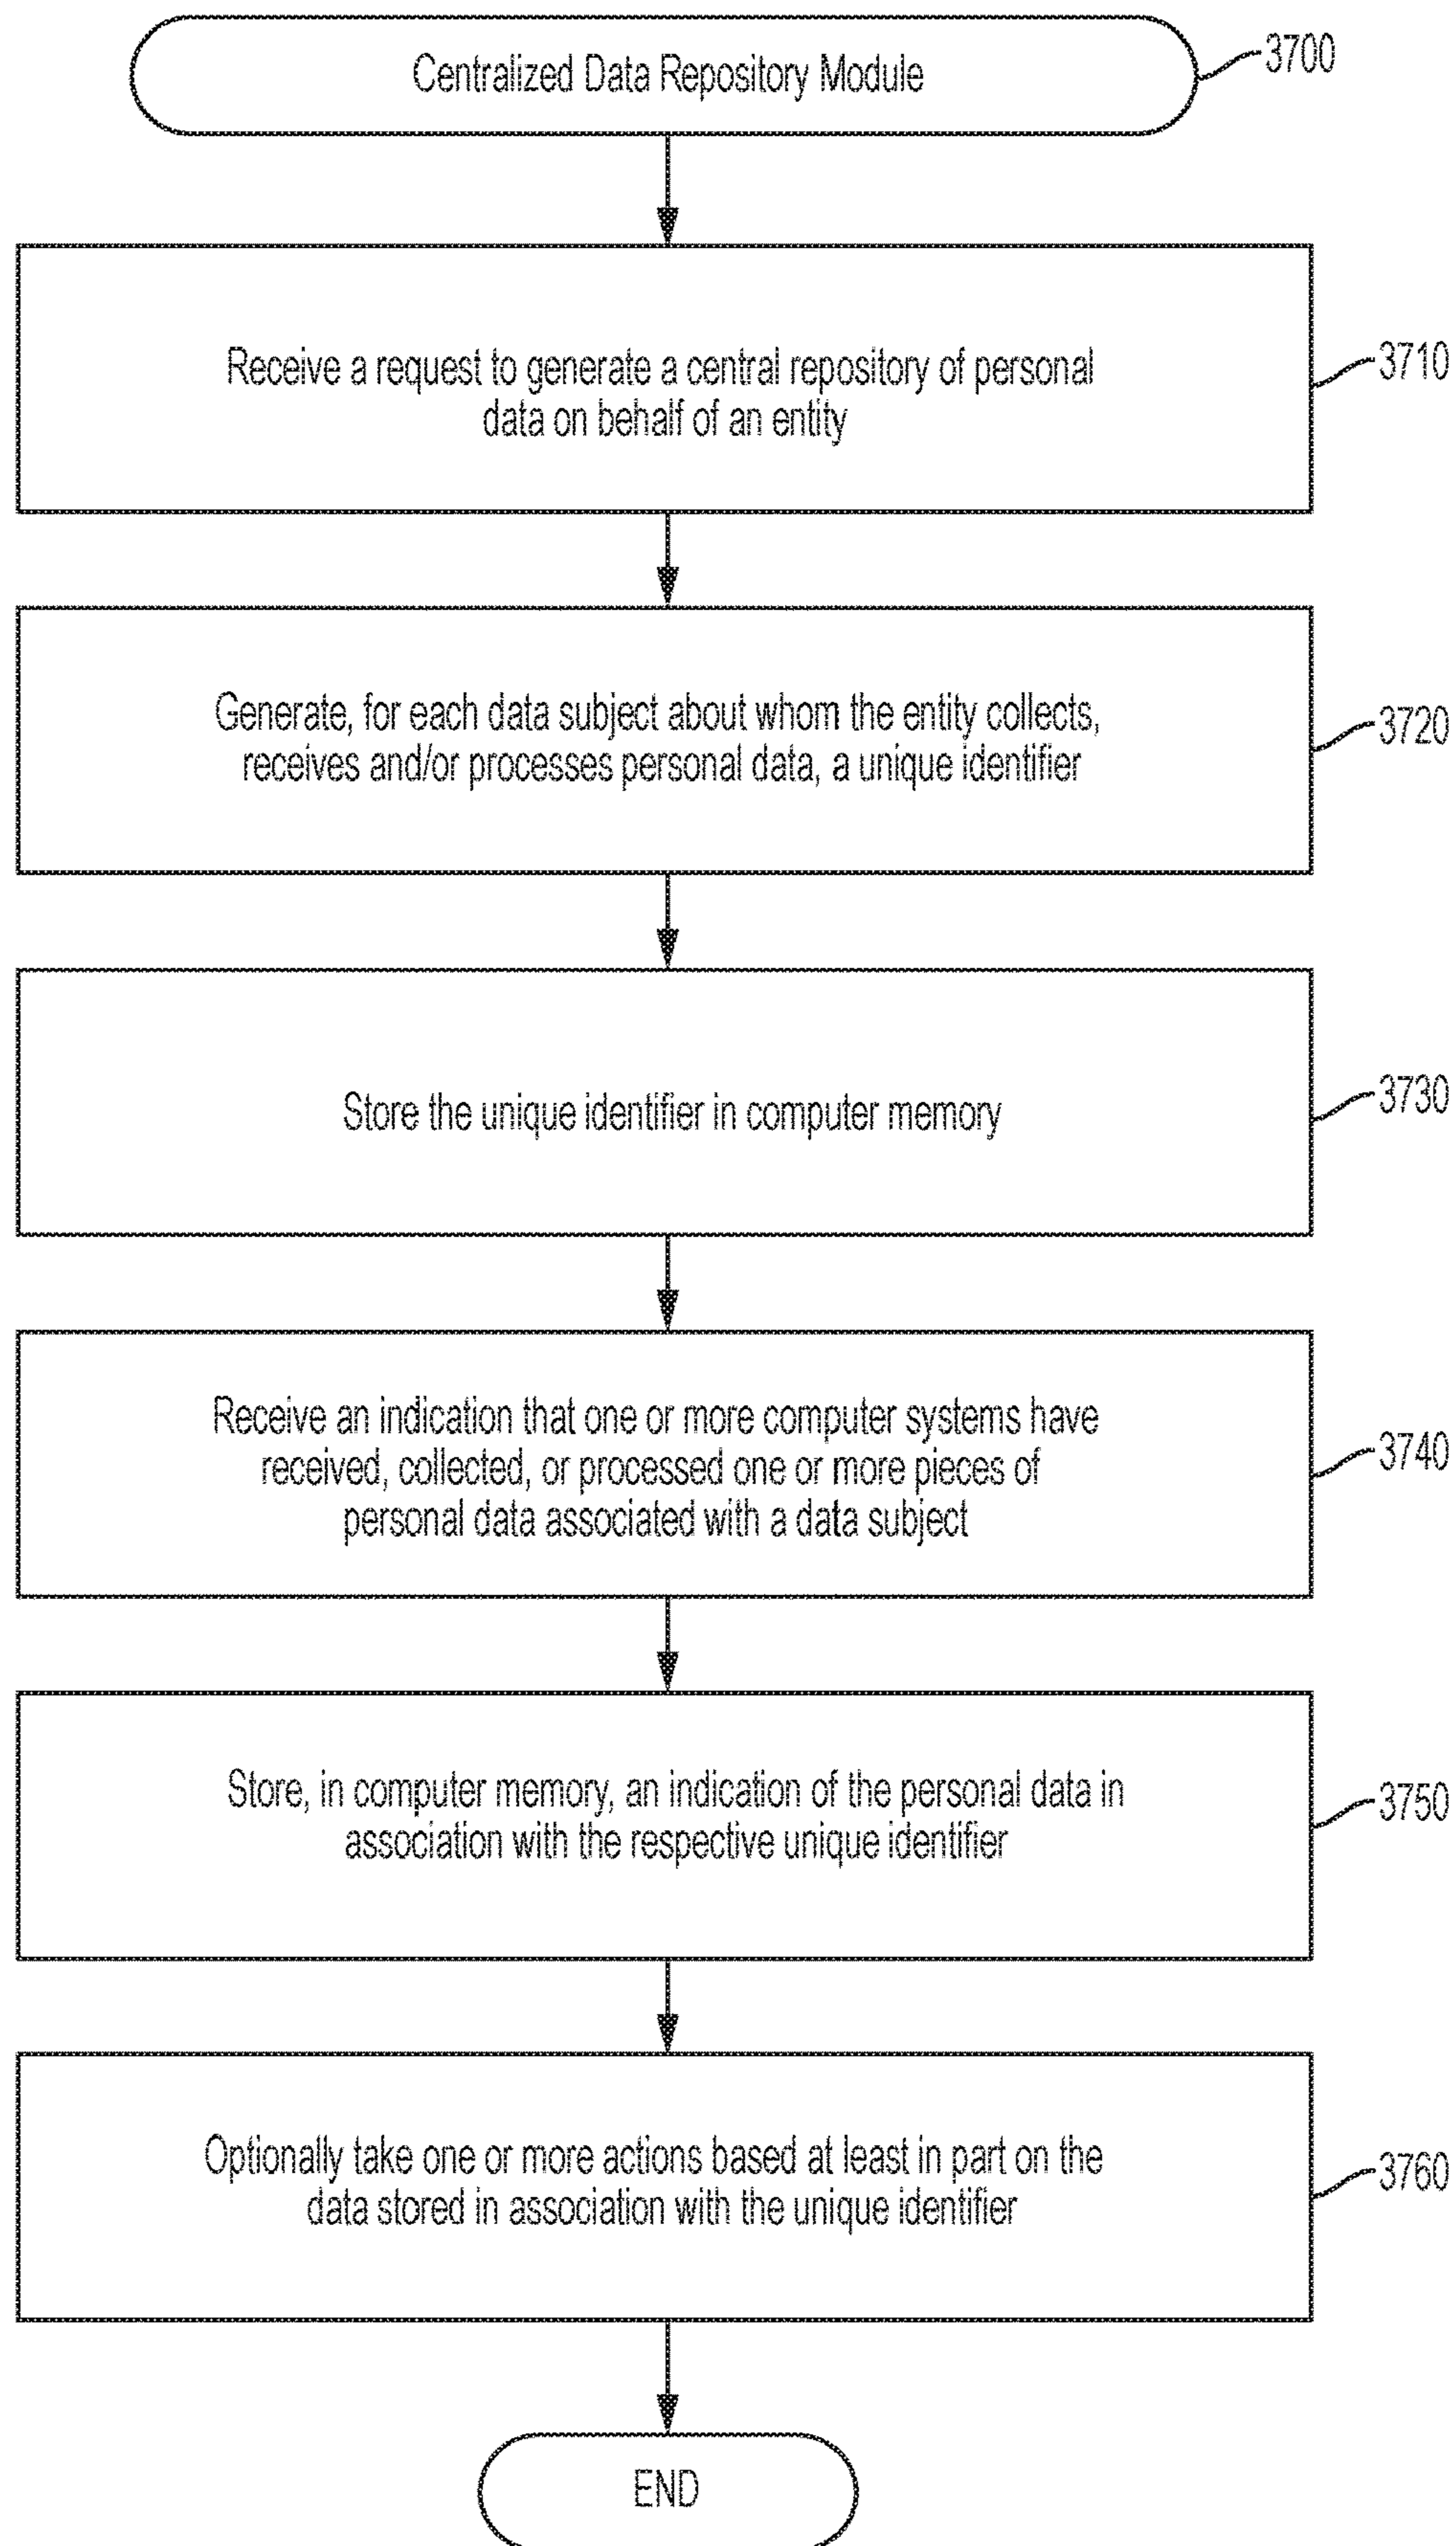 Centralized Data Repository Module
3700
Receive a request to generate a central repository of personal
data on behalf of an entity
3710
Generate, for each data subject about whom the entity collects,
receives and/or processes personal data, a unique identifier
3720
Store the unique identifier in computer memory
3730
Receive an indication that one or more computer systems have
received, collected, or processed one or more pieces of
personal data associated with a data subject
3740
Store, in computer memory, an indication of the personal data in
association with the respective unique identifier
3750
Optionally take one or more actions based at least in part on the
data stored in association with the unique identifier
3760
END